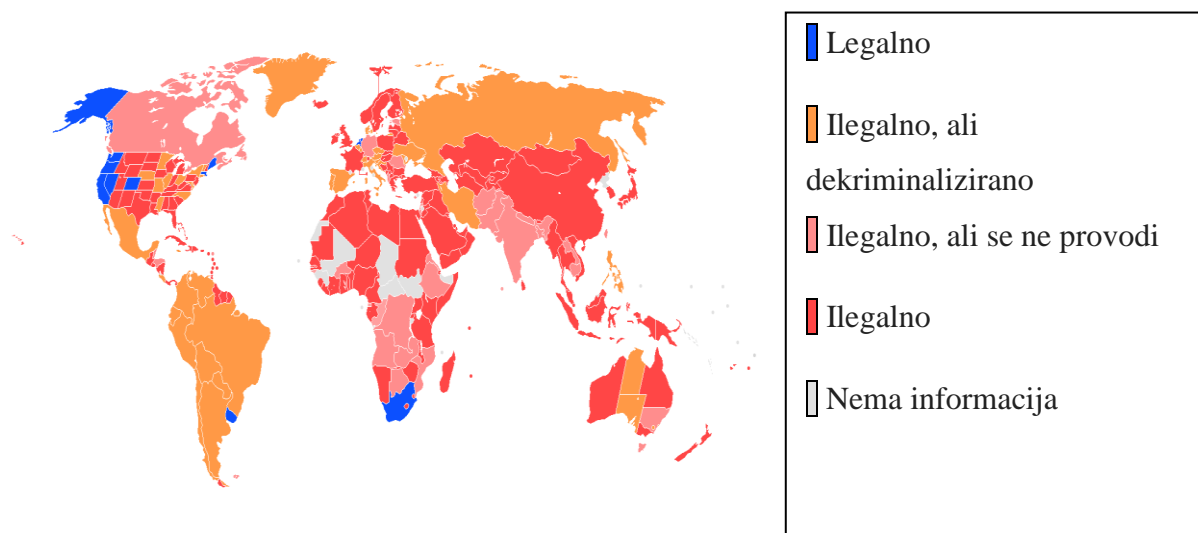 Legalno
Ilegalno, ali
dekriminalizirano
Ilegalno, ali se ne provodi
Ilegalno
Nema informacija